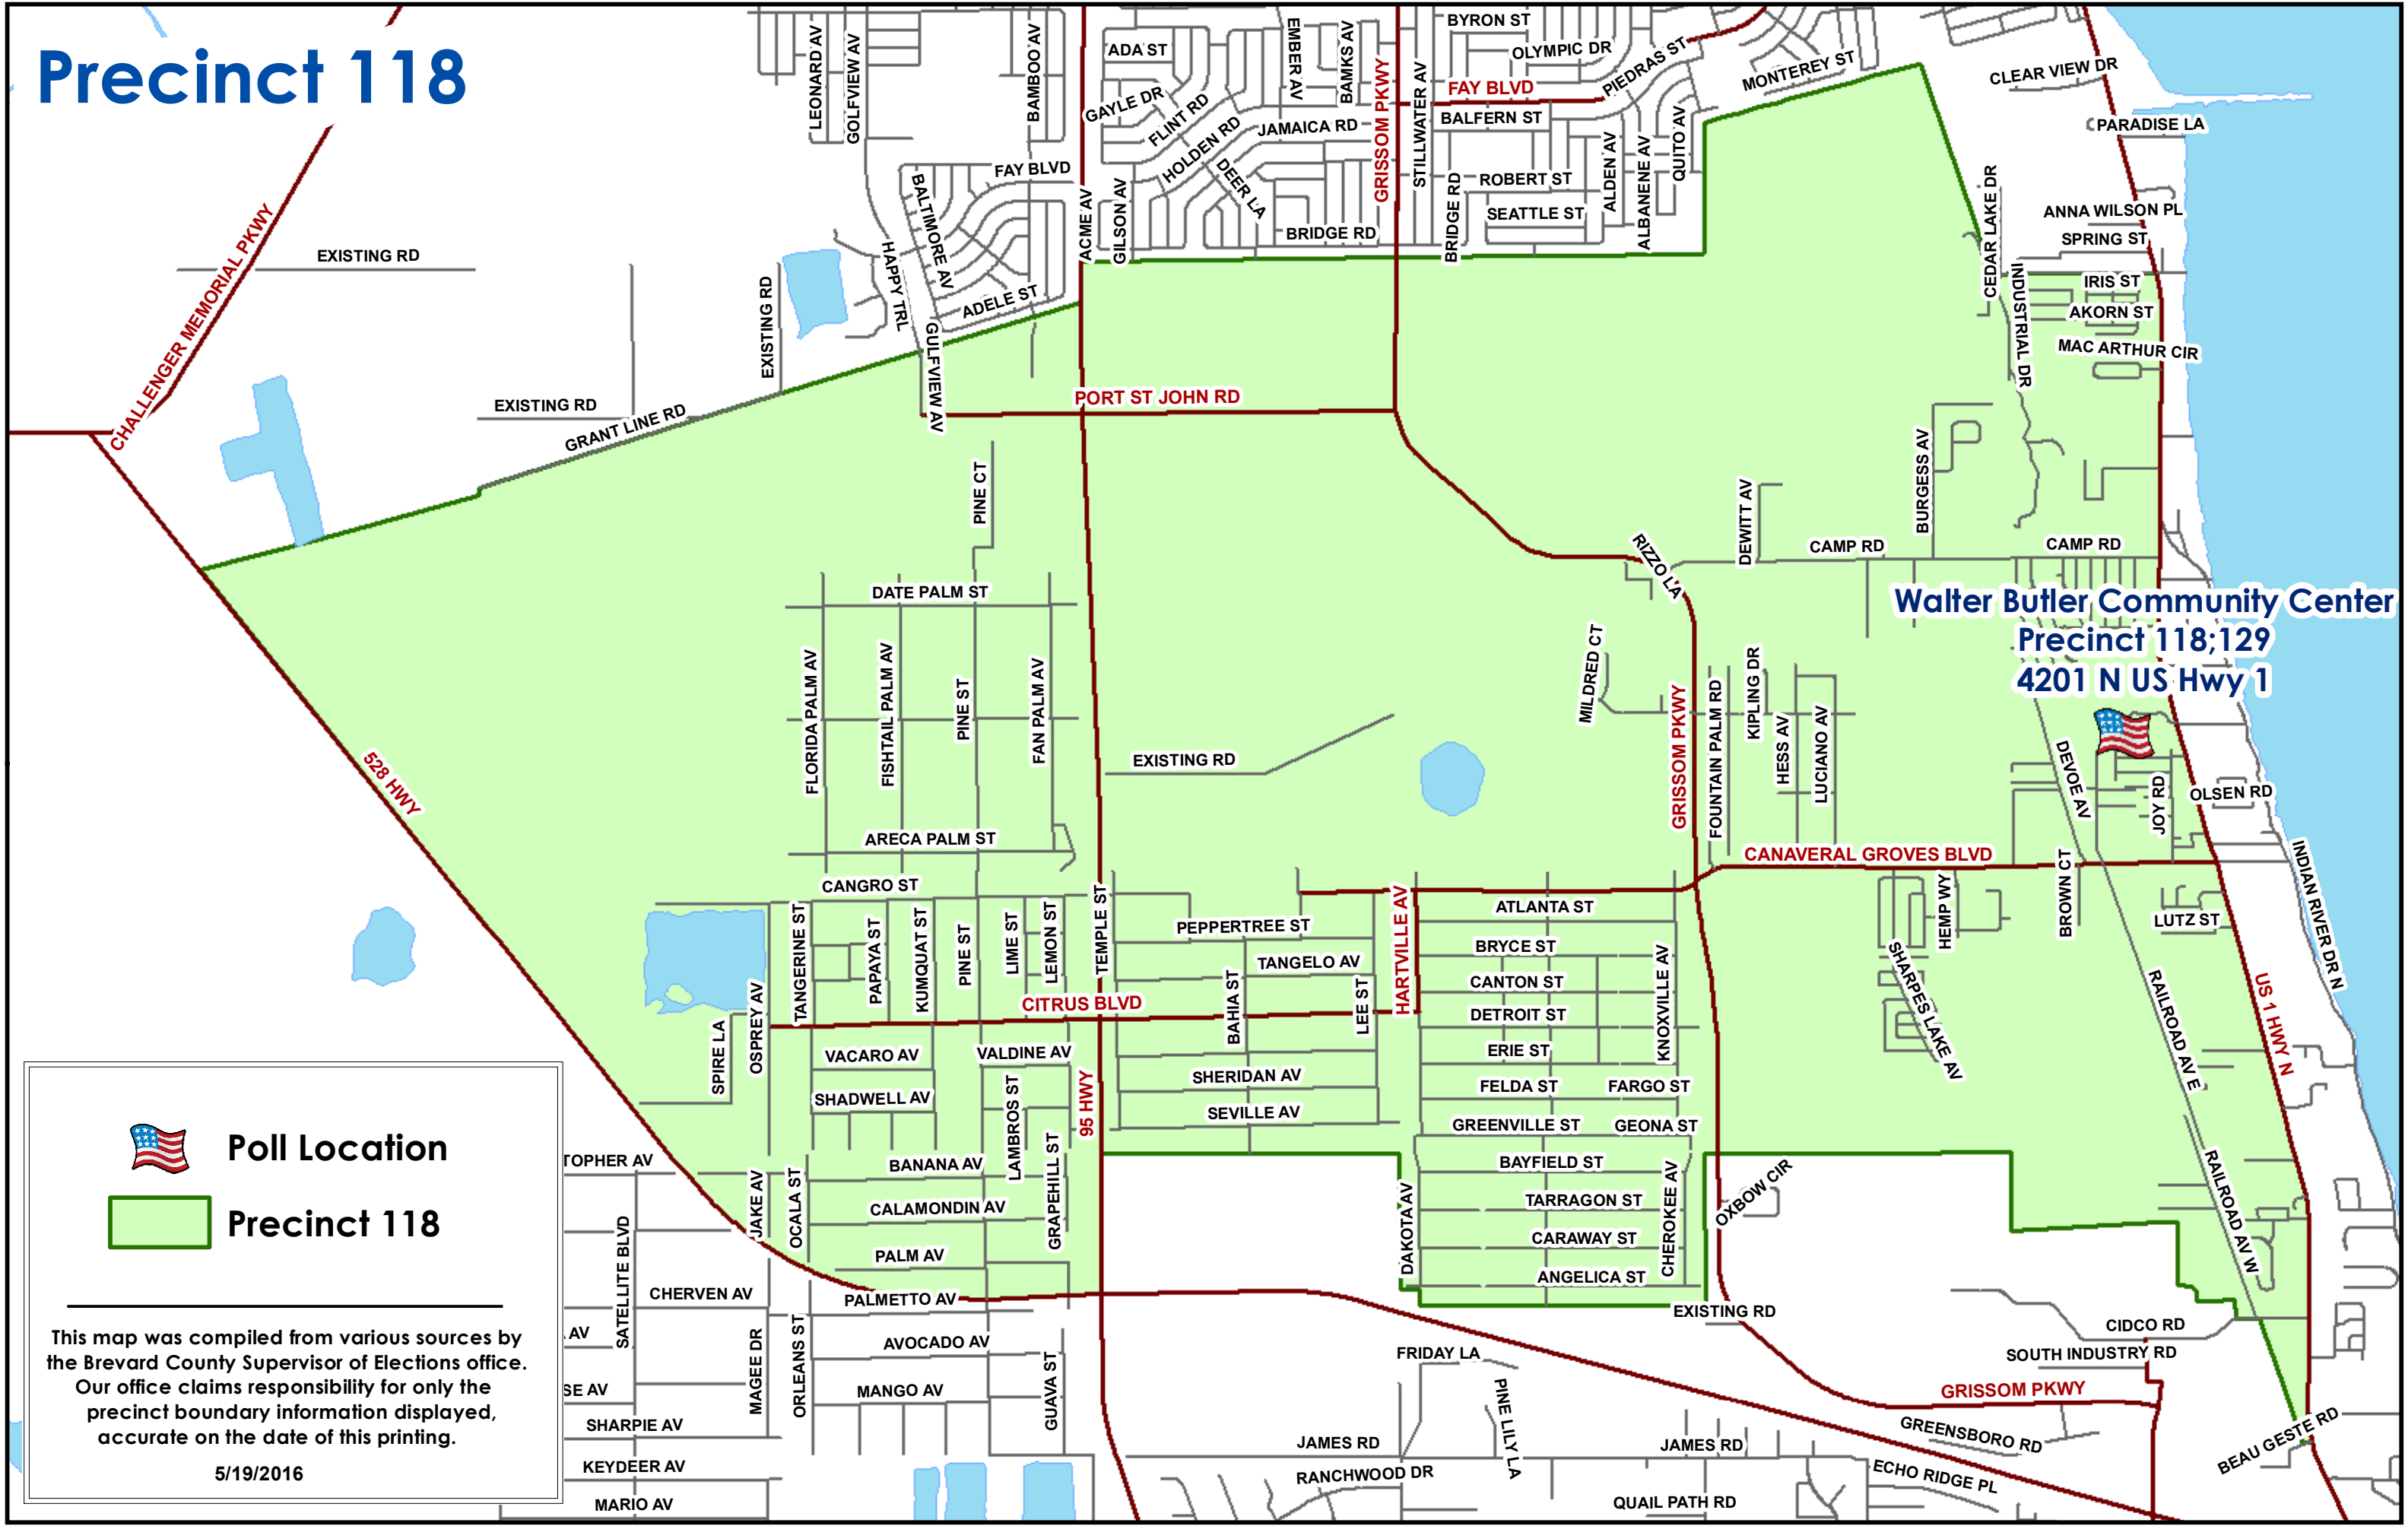 Precinct 118
LEONARD AV
GOLFVIEW AV
BAMBOO AV
ADA ST
EMBER AV
BAMKS AV
GRISSOM PKWY
STILLWATER AV
BYRON ST
OLYMPIC DR
PIEDRAS ST
MONTEREY ST
CLEAR VIEW DR
FAY BLVD
GAYLE DR
FLINT RD
HOLDEN RD
JAMAICA RD
BALFERN ST
PARADISE LA
ALDEN AV
ALBANENE AV
QUITO AV
FAY BLVD
BALTIMORE AV
ACME AV
GILSON AV
DEER LA
BRIDGE RD
BRIDGE RD
ROBERT ST
SEATTLE ST
CEDAR LAKE DR
ANNA WILSON PL
SPRING ST
CHALLENGER MEMORIAL PKWY
EXISTING RD
EXISTING RD
HAPPY TRL
ADELE ST
GULFVIEW AV
INDUSTRIAL DR
IRIS ST
AKORN ST
MAC ARTHUR CIR
EXISTING RD
GRANT LINE RD
PORT ST JOHN RD
PINE CT
DEWITT AV
BURGESS AV
RIZZO LA
CAMP RD
CAMP RD
DATE PALM ST
Walter Butler Community Center
Precinct 118;129
4201 N US Hwy 1
FLORIDA PALM AV
FISHTAIL PALM AV
PINE ST
FAN PALM AV
MILDRED CT
GRISSOM PKWY
FOUNTAIN PALM RD
KIPLING DR
HESS AV
LUCIANO AV
528 HWY
EXISTING RD
DEVOE AV
JOY RD
OLSEN RD
ARECA PALM ST
CANAVERAL GROVES BLVD
INDIAN RIVER DR N
CANGRO ST
TANGERINE ST
PAPAYA ST
KUMQUAT ST
PINE ST
LIME ST
LEMON ST
TEMPLE ST
PEPPERTREE ST
HARTVILLE AV
ATLANTA ST
BROWN CT
HEMP WY
LUTZ ST
BRYCE ST
TANGELO AV
BAHIA ST
LEE ST
CANTON ST
KNOXVILLE AV
SHARPES LAKE AV
CITRUS BLVD
DETROIT ST
OSPREY AV
SPIRE LA
RAILROAD AV E
US 1 HWY N
VACARO AV
VALDINE AV
ERIE ST
SHERIDAN AV
FELDA ST
FARGO ST
SHADWELL AV
LAMBROS ST
95 HWY
SEVILLE AV
GREENVILLE ST
GEONA ST
TOPHER AV
BANANA AV
GRAPEHILL ST
BAYFIELD ST
JAKE AV
OCALA ST
CALAMONDIN AV
DAKOTA AV
TARRAGON ST
CHEROKEE AV
OXBOW CIR
RAILROAD AV W
CARAWAY ST
SATELLITE BLVD
PALM AV
ANGELICA ST
CHERVEN AV
PALMETTO AV
EXISTING RD
CIDCO RD
AV
MAGEE DR
ORLEANS ST
AVOCADO AV
GUAVA ST
FRIDAY LA
SOUTH INDUSTRY RD
SE AV
MANGO AV
PINE LILY LA
GRISSOM PKWY
SHARPIE AV
JAMES RD
JAMES RD
GREENSBORO RD
BEAU GESTE RD
KEYDEER AV
RANCHWOOD DR
ECHO RIDGE PL
MARIO AV
QUAIL PATH RD
Poll Location
Precinct 118
This map was compiled from various sources by
the Brevard County Supervisor of Elections office.
Our office claims responsibility for only the
precinct boundary information displayed,
accurate on the date of this printing.
5/19/2016